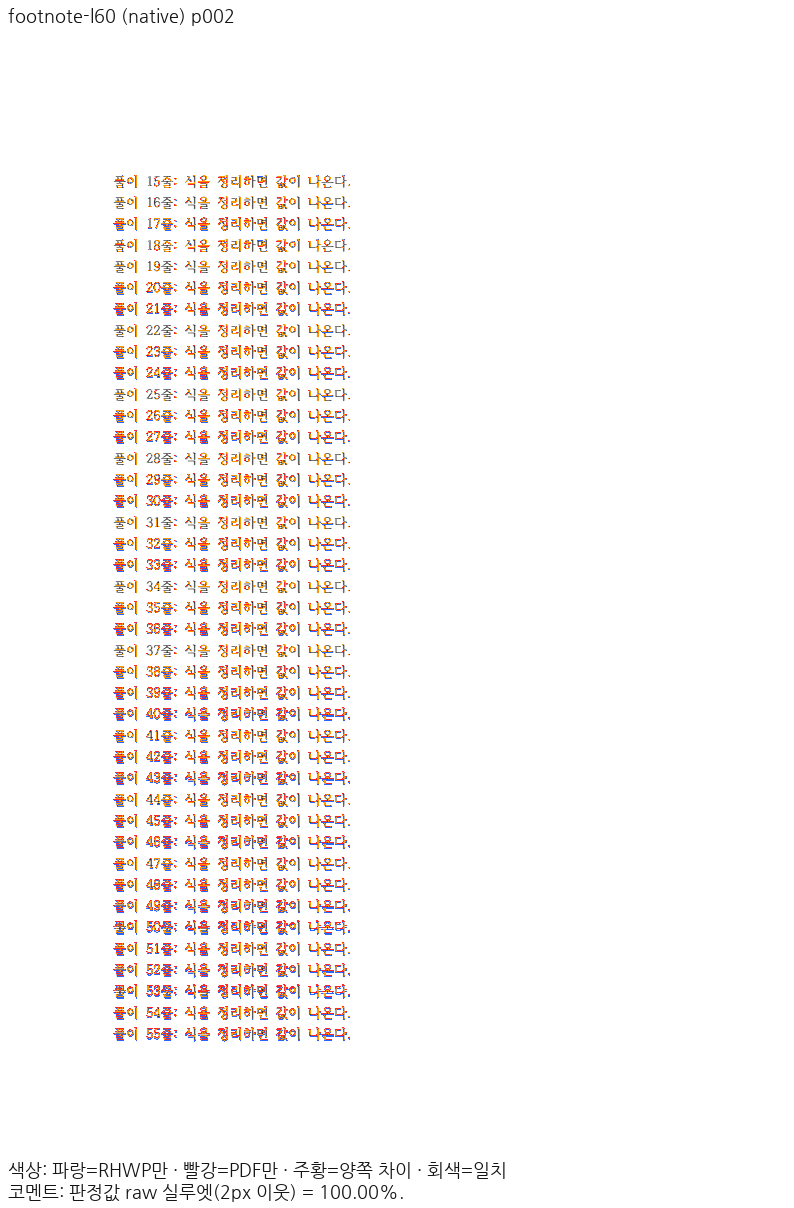 footnote-l60 (native) p002
풀이 15줄: 식을 정리하면 값이 나온다.
풀이 16줄: 식을 정리하면 값이 나온다.
풀이 17줄: 식을 정리하면 값이 나온다.
풀이 18줄: 식을 정리하면 값이 나온다.
풀이 19줄: 식을 정리하면 값이 나온다.
풀이 20줄: 식을 정리하면 값이 나온다.
풀이 21줄: 식을 정리하면 값이 나온다.
풀이 22줄: 식을 정리하면 값이 나온다.
풀이 23줄: 식을 정리하면 값이 나온다.
풀이 24줄: 식을 정리하면 값이 나온다.
풀이 25줄: 식을 정리하면 값이 나온다.
풀이 26줄: 식을 정리하면 값이 나온다.
풀이 27줄: 식을 정리하면 값이 나온다.
풀이 28줄: 식을 정리하면 값이 나온다.
풀이 29줄: 식을 정리하면 값이 나온다.
풀이 30줄: 식을 정리하면 값이 나온다.
풀이 31줄: 식을 정리하면 값이 나온다.
풀이 32줄: 식을 정리하면 값이 나온다.
풀이 33줄: 식을 정리하면 값이 나온다.
풀이 34줄: 식을 정리하면 값이 나온다.
풀이 35줄: 식을 정리하면 값이 나온다.
풀이 36줄: 식을 정리하면 값이 나온다.
풀이 37줄: 식을 정리하면 값이 나온다.
풀이 38줄: 식을 정리하면 값이 나온다.
풀이 39줄: 식을 정리하면 값이 나온다.
풀이 40줄: 식을 정리하면 값이 나온다.
풀이 41줄: 식을 정리하면 값이 나온다.
풀이 42줄: 식을 정리하면 값이 나온다.
풀이 43줄: 식을 정리하면 값이 나온다.
풀이 44줄: 식을 정리하면 값이 나온다.
풀이 45줄: 식을 정리하면 값이 나온다.
풀이 46줄: 식을 정리하면 값이 나온다.
풀이 47줄: 식을 정리하면 값이 나온다.
풀이 48줄: 식을 정리하면 값이 나온다.
풀이 49줄: 식을 정리하면 값이 나온다.
풀이 50줄: 식을 정리하면 값이 나온다.
풀이 51줄: 식을 정리하면 값이 나온다.
풀이 52줄: 식을 정리하면 값이 나온다.
풀이 53줄: 식을 정리하면 값이 나온다.
풀이 54줄: 식을 정리하면 값이 나온다.
풀이 55줄: 식을 정리하면 값이 나온다.
색상: 파랑=RHWP만 · 빨강=PDF만 · 주황=양쪽 차이 · 회색=일치
코멘트: 판정값 raw 실루엣(2px 이웃) = 100.00%.